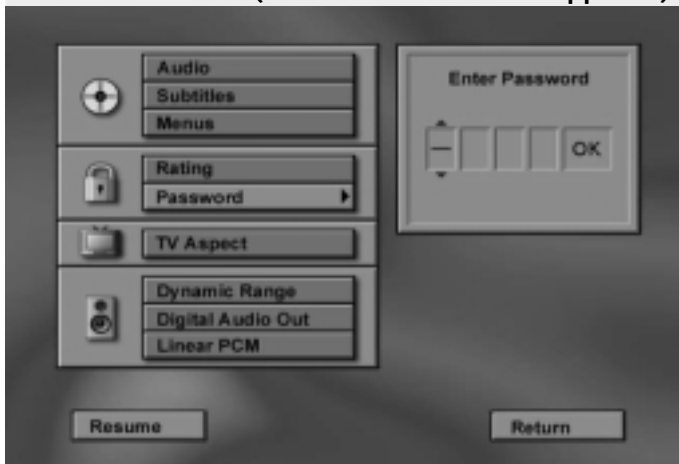 Audio
Subtitles
Menus
Rating
Password
TV Aspect
Dynamic Range
Digital Audio Out
Linear PCM
Enter Password
OK
Resume
Return